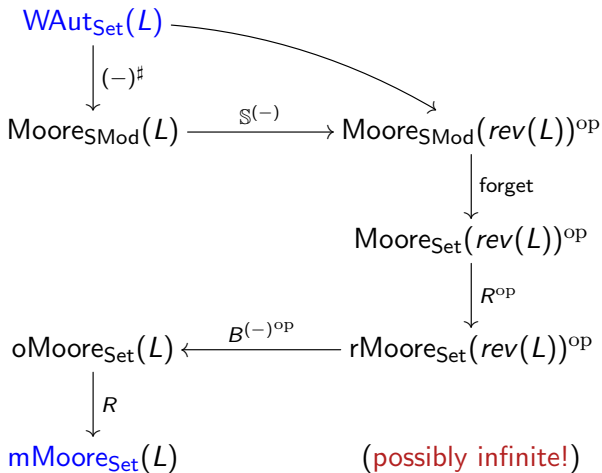 WAut_Set(L)
(−)^♯
Moore_SMod(L) 𝕊^(−) Moore_SMod(rev(L))^op
forget
Moore_Set(rev(L))^op
R^op
oMoore_Set(L) B^(−)^op rMoore_Set(rev(L))^op
R
mMoore_Set(L) (possibly infinite!)